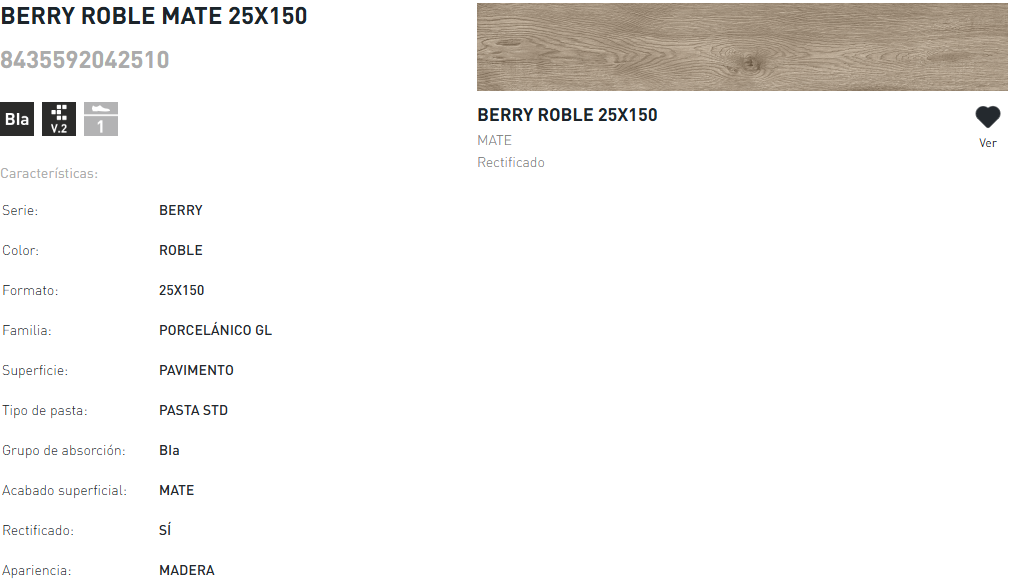 BERRY ROBLE MATE 25X150
8435592042510
BIa V.2 1
Características:
Serie: BERRY
Color: ROBLE
Formato: 25X150
Familia: PORCELÁNICO GL
Superficie: PAVIMENTO
Tipo de pasta: PASTA STD
Grupo de absorción: BIa
Acabado superficial: MATE
Rectificado: SÍ
Apariencia: MADERA
BERRY ROBLE 25X150
MATE
Rectificado
Ver